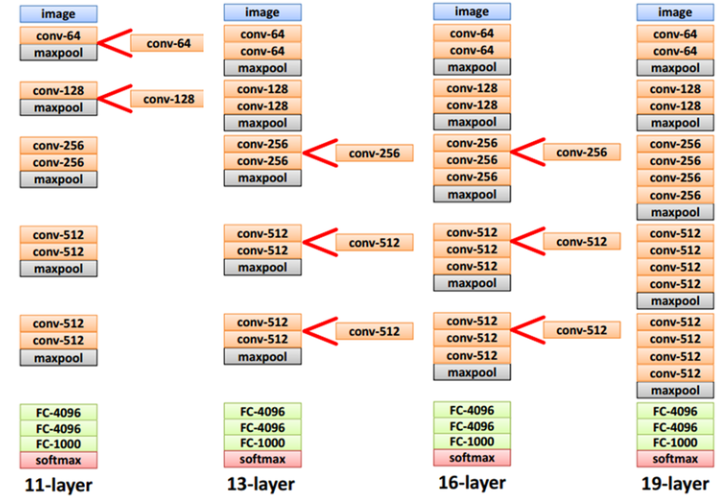 image
conv-64
maxpool
conv-64
conv-128
maxpool
conv-128
conv-256
conv-256
maxpool
conv-512
conv-512
maxpool
conv-512
conv-512
maxpool
FC-4096
FC-4096
FC-1000
softmax
11-layer
image
conv-64
conv-64
maxpool
conv-128
conv-128
maxpool
conv-256
conv-256
maxpool
conv-256
conv-512
conv-512
maxpool
conv-512
conv-512
conv-512
maxpool
conv-512
FC-4096
FC-4096
FC-1000
softmax
13-layer
image
conv-64
conv-64
maxpool
conv-128
conv-128
maxpool
conv-256
conv-256
conv-256
maxpool
conv-256
conv-512
conv-512
conv-512
maxpool
conv-512
conv-512
conv-512
conv-512
maxpool
conv-512
FC-4096
FC-4096
FC-1000
softmax
16-layer
image
conv-64
conv-64
maxpool
conv-128
conv-128
maxpool
conv-256
conv-256
conv-256
conv-256
maxpool
conv-512
conv-512
conv-512
conv-512
maxpool
conv-512
conv-512
conv-512
conv-512
maxpool
FC-4096
FC-4096
FC-1000
softmax
19-layer